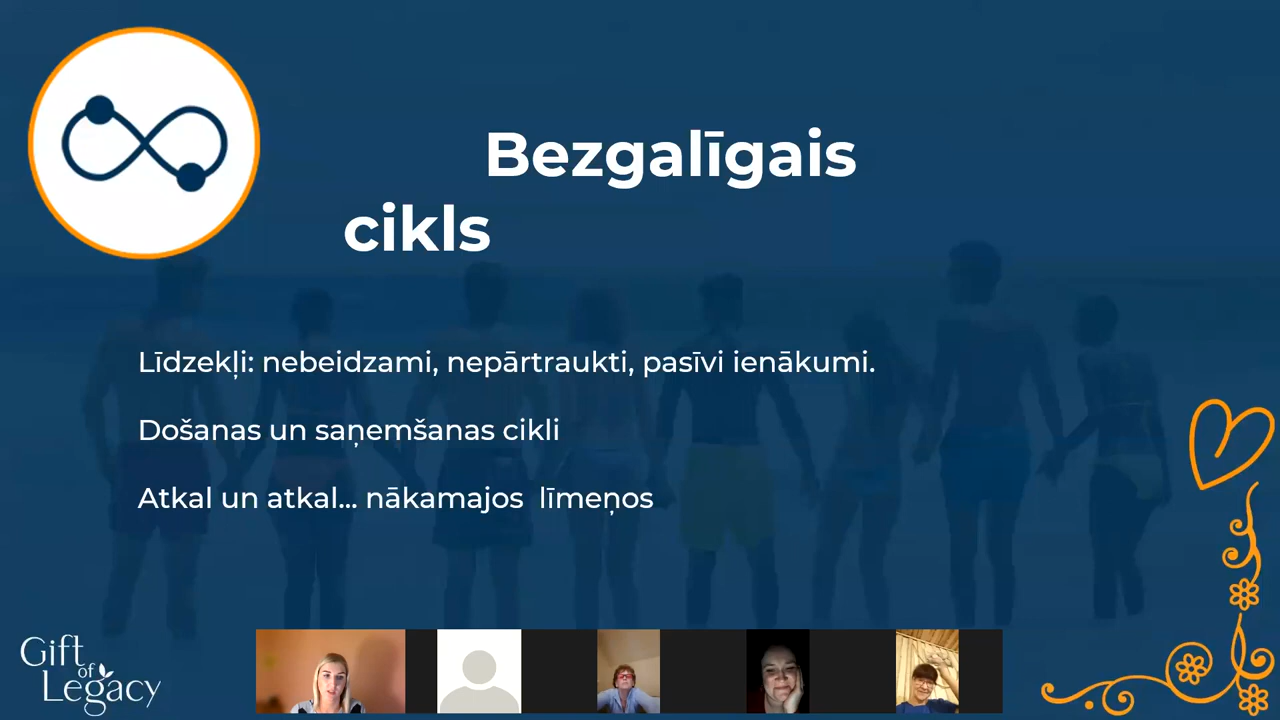 Bezgalīgais
cikls
Līdzekļi: nebeidzami, nepārtraukti, pasīvi ienākumi.
Došanas un saņemšanas cikli
Atkal un atkal... nākamajos līmeņos
Gift
of
Legacy